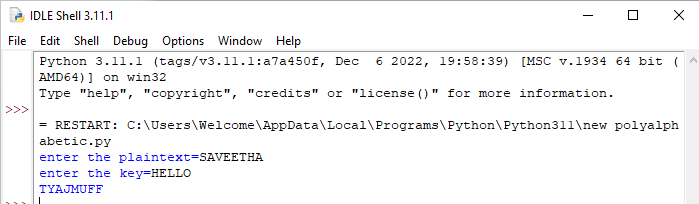 IDLE Shell 3.11.1
File Edit Shell Debug Options Window Help
Python 3.11.1 (tags/v3.11.1:a7a450f, Dec  6 2022, 19:58:39) [MSC v.1934 64 bit (
AMD64)] on win32
Type "help", "copyright", "credits" or "license()" for more information.
>>>
= RESTART: C:\Users\Welcome\AppData\Local\Programs\Python\Python311\new polyalph
abetic.py
enter the plaintext=SAVEETHA
enter the key=HELLO
TYAJMUFF
>>>